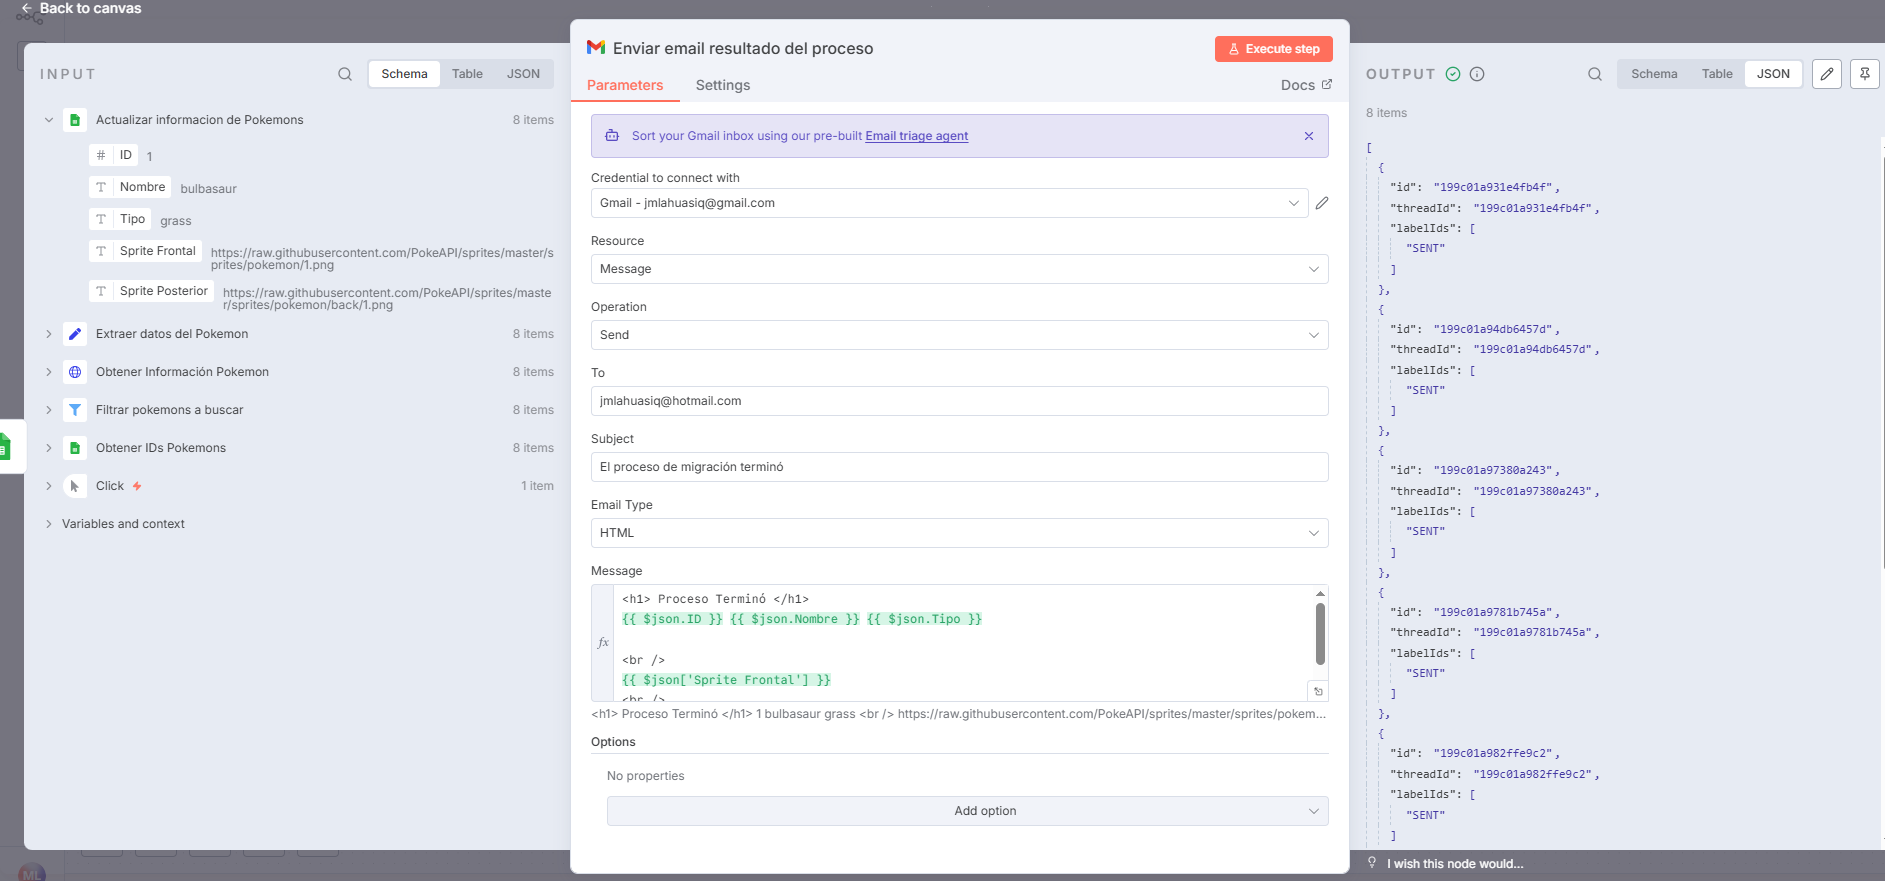 Back to canvas
INPUT
Schema
Table
JSON
Actualizar informacion de Pokemons
8 items
# ID
1
T Nombre
bulbasaur
T Tipo
grass
T Sprite Frontal
https://raw.githubusercontent.com/PokeAPI/sprites/master/s
prites/pokemon/1.png
T Sprite Posterior
https://raw.githubusercontent.com/PokeAPI/sprites/maste
r/sprites/pokemon/back/1.png
Extraer datos del Pokemon
8 items
Obtener Información Pokemon
8 items
Filtrar pokemons a buscar
8 items
Obtener IDs Pokemons
8 items
Click
1 item
Variables and context
ML
Enviar email resultado del proceso
Execute step
Parameters
Settings
Docs
Sort your Gmail inbox using our pre-built Email triage agent
Credential to connect with
Gmail - jmlahuasiq@gmail.com
Resource
Message
Operation
Send
To
jmlahuasiq@hotmail.com
Subject
El proceso de migración terminó
Email Type
HTML
Message
fx
<h1> Proceso Terminó </h1>
{{ $json.ID }} {{ $json.Nombre }} {{ $json.Tipo }}
<br />
{{ $json['Sprite Frontal'] }}
<br />
<h1> Proceso Terminó </h1> 1 bulbasaur grass <br /> https://raw.githubusercontent.com/PokeAPI/sprites/master/sprites/pokem...
Options
No properties
Add option
OUTPUT
Schema
Table
JSON
8 items
[
{
"id": "199c01a931e4fb4f",
"threadId": "199c01a931e4fb4f",
"labelIds": [
"SENT"
]
},
{
"id": "199c01a94db6457d",
"threadId": "199c01a94db6457d",
"labelIds": [
"SENT"
]
},
{
"id": "199c01a97380a243",
"threadId": "199c01a97380a243",
"labelIds": [
"SENT"
]
},
{
"id": "199c01a9781b745a",
"threadId": "199c01a9781b745a",
"labelIds": [
"SENT"
]
},
{
"id": "199c01a982ffe9c2",
"threadId": "199c01a982ffe9c2",
"labelIds": [
"SENT"
]
I wish this node would...